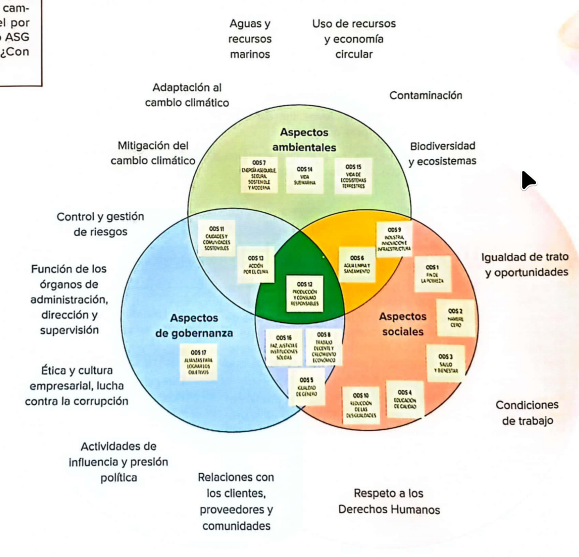 cam-
el por
o ASG
¿Con
Aguas y
recursos
marinos
Uso de recursos
y economía
circular
Adaptación al
cambio climático
Contaminación
Mitigación del
cambio climático
Biodiversidad
y ecosistemas
Aspectos
ambientales
ODS 7
ENERGÍA ASEQUIBLE,
SEGURA,
SOSTENIBLE
Y MODERNA
ODS 14
VIDA
SUBMARINA
ODS 15
VIDA DE
ECOSISTEMAS
TERRESTRES
Control y gestión
de riesgos
ODS 11
CIUDADES Y
COMUNIDADES
SOSTENIBLES
ODS 9
INDUSTRIA,
INNOVACIÓN E
INFRAESTRUCTURA
ODS 13
ACCIÓN
POR EL CLIMA
ODS 6
AGUA LIMPIA Y
SANEAMIENTO
Igualdad de trato
y oportunidades
Función de los
órganos de
administración,
dirección y
supervisión
ODS 1
FIN DE
LA POBREZA
ODS 12
PRODUCCIÓN
Y CONSUMO
RESPONSABLES
Aspectos
de gobernanza
Aspectos
sociales
ODS 2
HAMBRE
CERO
ODS 17
ALIANZAS PARA
LOGRAR LOS
OBJETIVOS
ODS 16
PAZ, JUSTICIA E
INSTITUCIONES
SÓLIDAS
ODS 8
TRABAJO
DECENTE Y
CRECIMIENTO
ECONÓMICO
ODS 3
SALUD
Y BIENESTAR
Ética y cultura
empresarial, lucha
contra la corrupción
ODS 5
IGUALDAD
DE GÉNERO
ODS 10
REDUCCIÓN
DE LAS
DESIGUALDADES
ODS 4
EDUCACIÓN
DE CALIDAD
Condiciones
de trabajo
Actividades de
influencia y presión
política
Relaciones con
los clientes,
proveedores y
comunidades
Respeto a los
Derechos Humanos